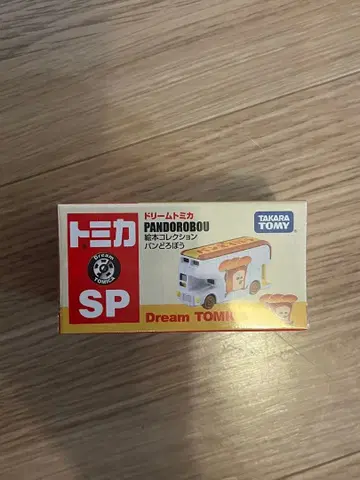 トミカ
Dream
TOMICA
SP
ドリームトミカ
PANDOROBOU
絵本コレクション
パンどろぼう
TAKARA
TOMY
Dream TOMICA